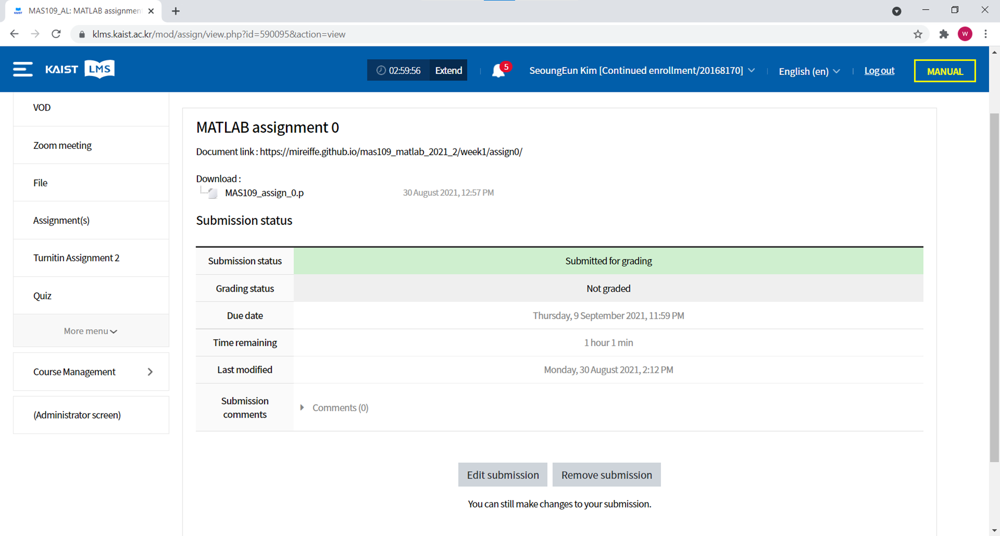 MAS109_AL: MATLAB assignment
klms.kaist.ac.kr/mod/assign/view.php?id=590095&action=view
W
KAIST LMS
02:59:56 Extend
5
SeoungEun Kim [Continued enrollment/20168170]
English (en)
Log out
MANUAL
VOD
Zoom meeting
File
Assignment(s)
Turnitin Assignment 2
Quiz
More menu
Course Management
(Administrator screen)
MATLAB assignment 0
Document link : https://mireiffe.github.io/mas109_matlab_2021_2/week1/assign0/
Download :
MAS109_assign_0.p 30 August 2021, 12:57 PM
Submission status
Submission status Submitted for grading
Grading status Not graded
Due date Thursday, 9 September 2021, 11:59 PM
Time remaining 1 hour 1 min
Last modified Monday, 30 August 2021, 2:12 PM
Submission
comments
Comments (0)
Edit submission Remove submission
You can still make changes to your submission.